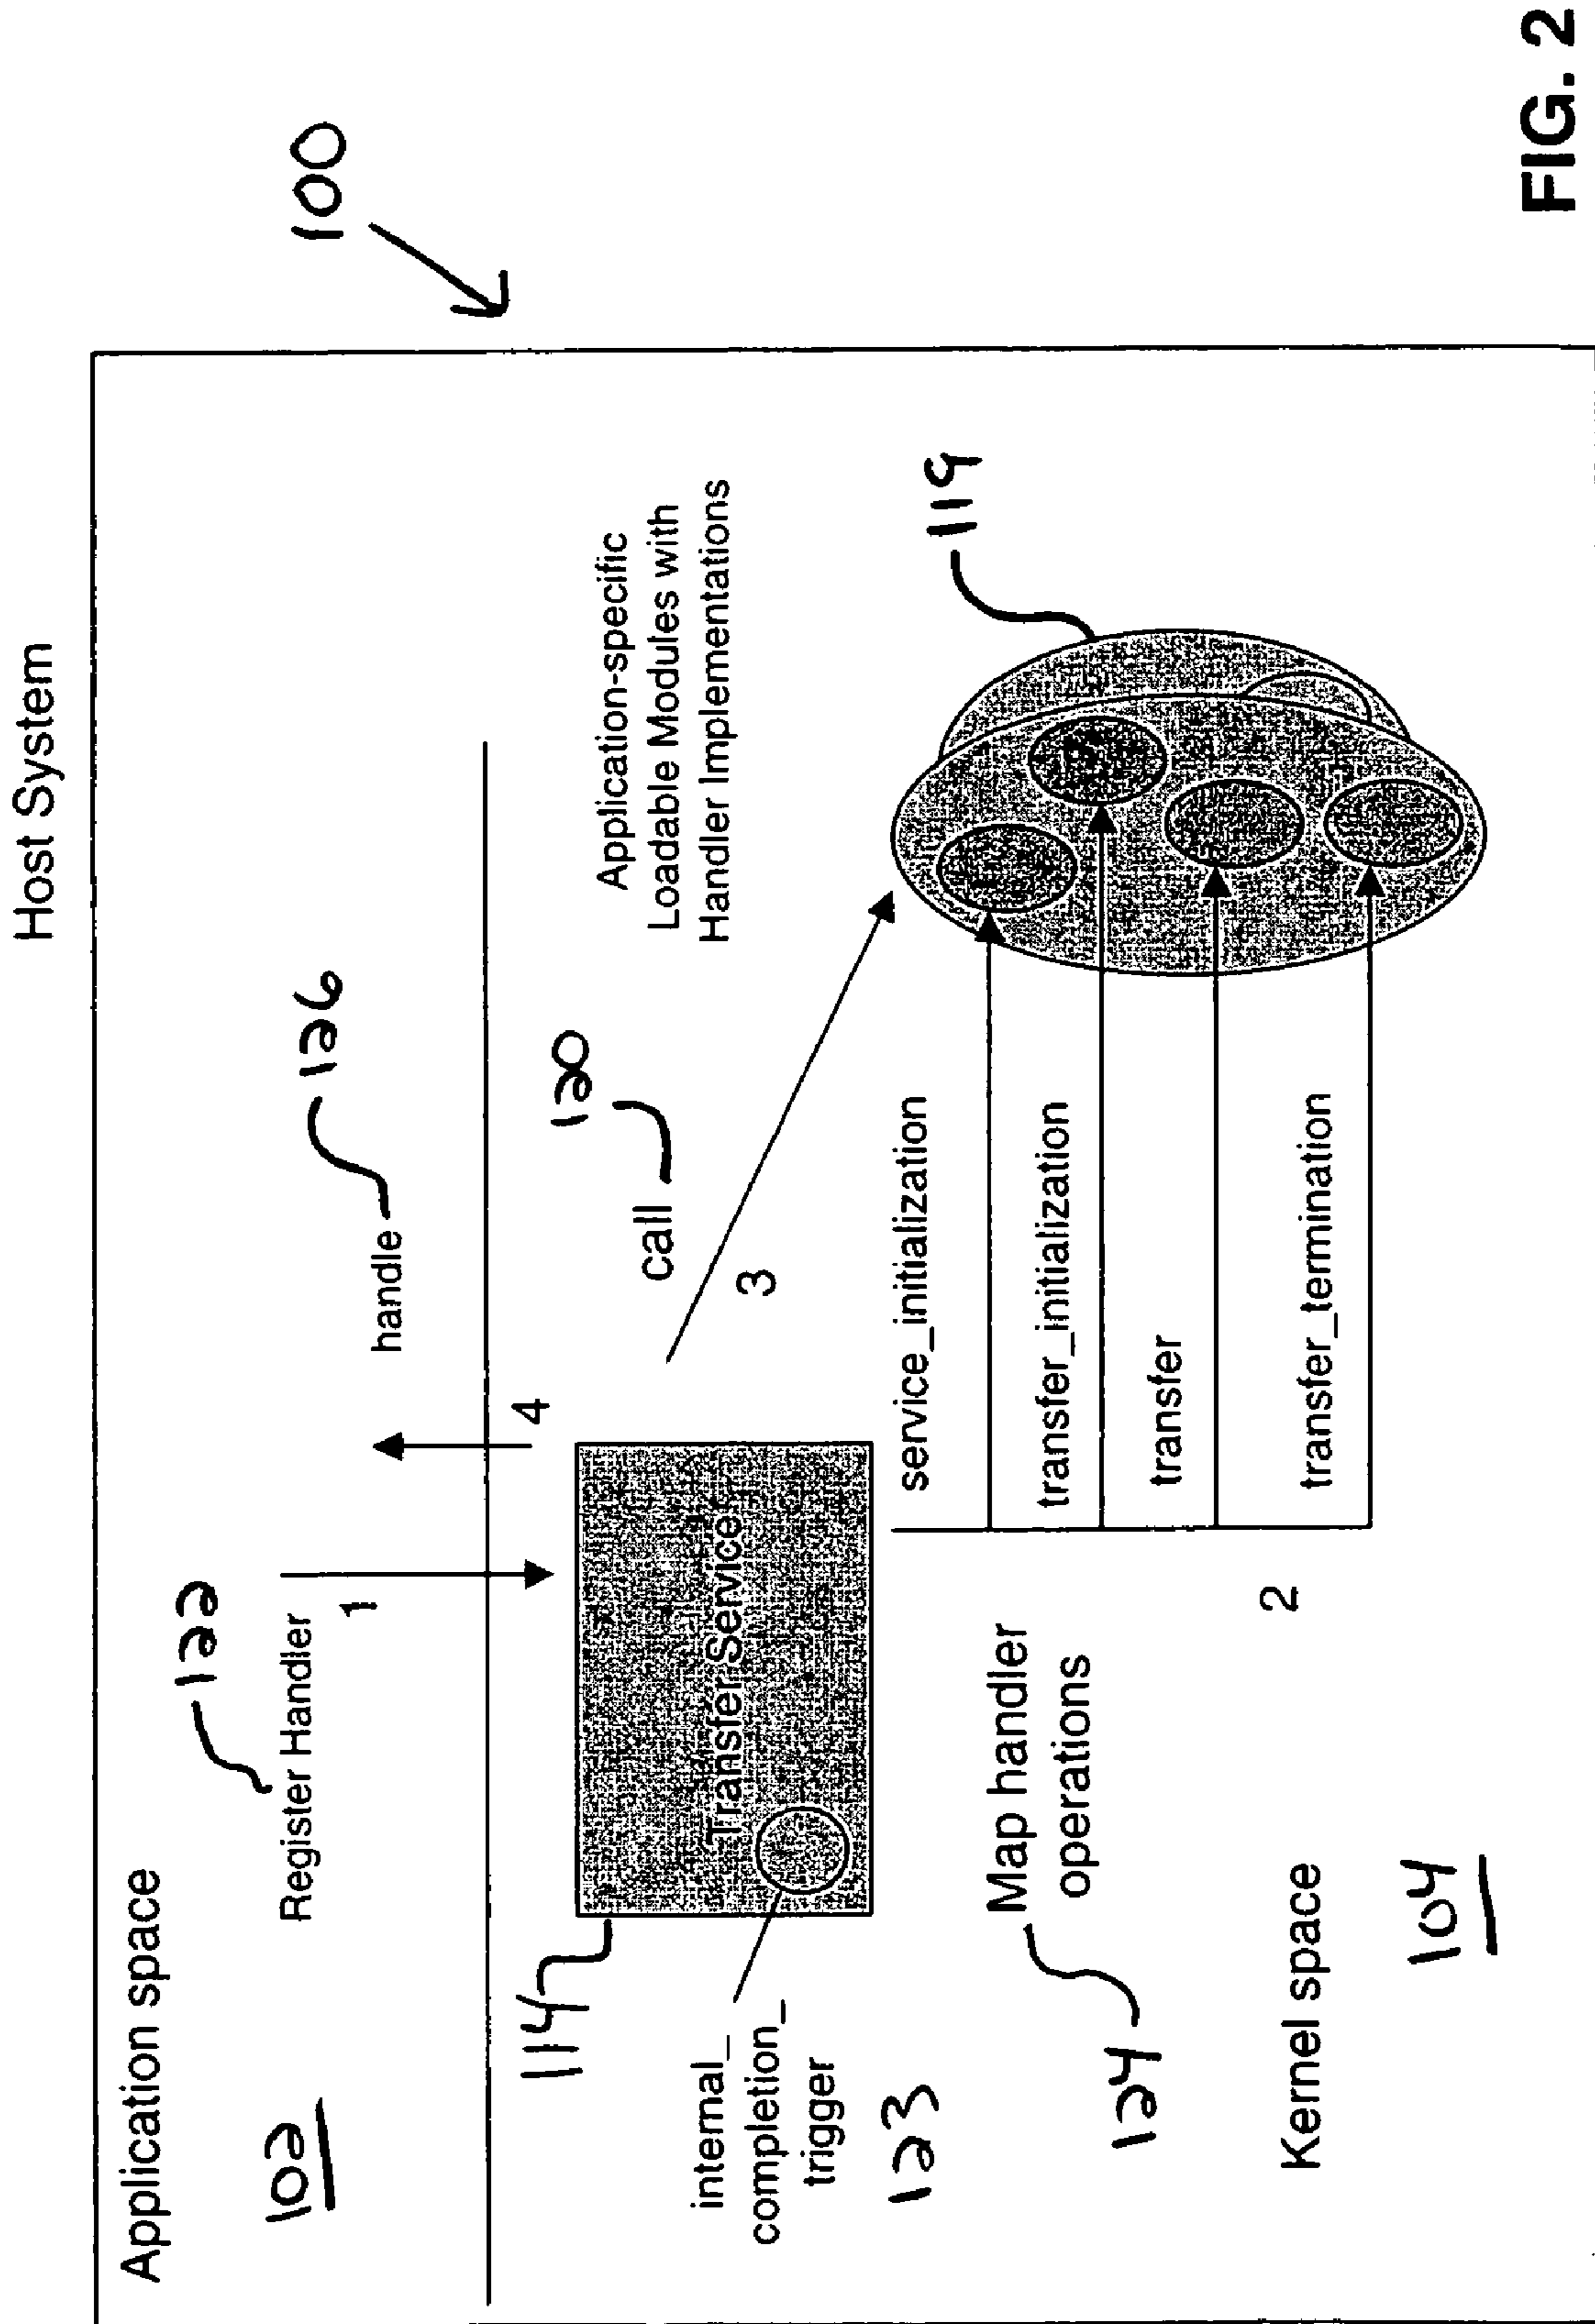 Host System
100
Application space
102
122
Register Handler
1
126
handle
4
114
Transfer Service
internal_
completion_
trigger
123
120
call
3
Application-specific
Loadable Modules with
Handler Implementations
119
Map handler
operations
124
2
service_initialization
transfer_initialization
transfer
transfer_termination
Kernel space
104
FIG. 2